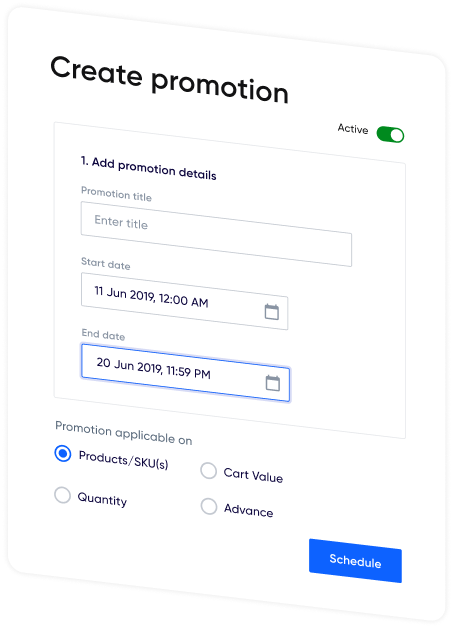 Create promotion
Active
1. Add promotion details
Promotion title
Enter title
Start date
11 Jun 2019, 12:00 AM
End date
20 Jun 2019, 11:59 PM
Promotion applicable on
Products/SKU(s)
Cart Value
Quantity
Advance
Schedule